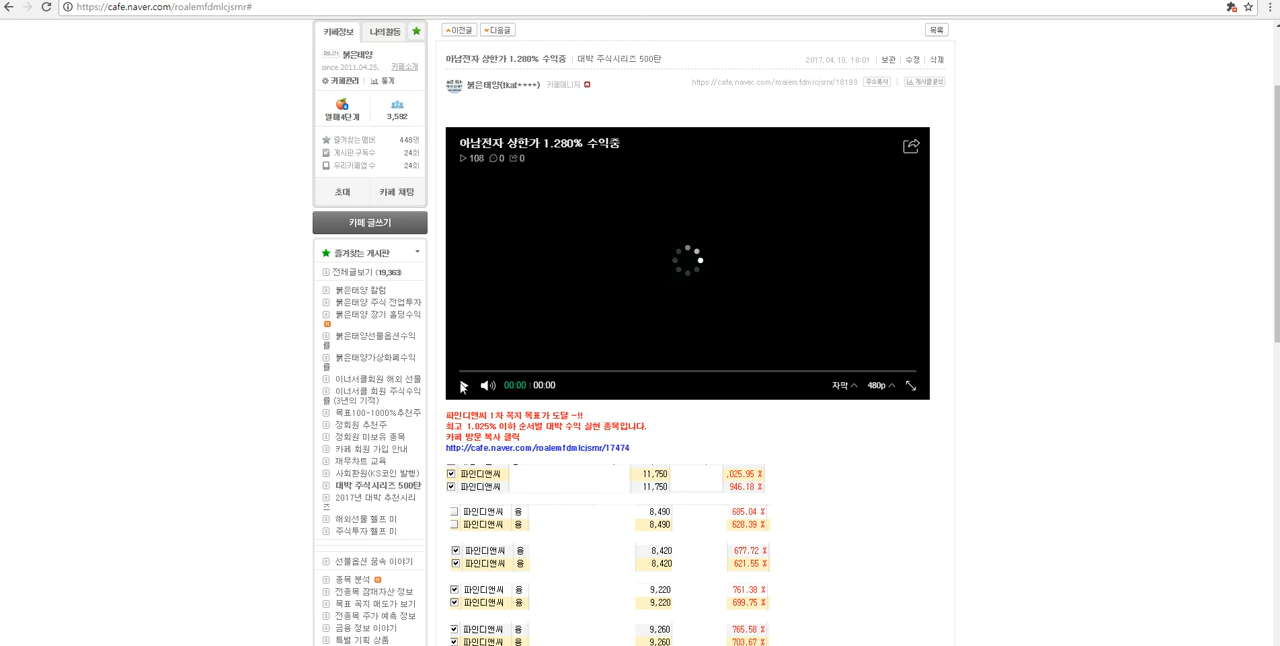 https://cafe.naver.com/roalemfdmlcjsrnr#
카페정보
나의활동
매니저 붉은태양
since 2011.04.25.
카페소개
카페관리
통계
열매4단계
3,592
즐겨찾는 멤버 448명
게시판 구독수 24회
우리카페앱 수 24회
초대
카페 채팅
카페 글쓰기
즐겨찾는 게시판
전체글보기 (19,363)
붉은태양 칼럼
붉은태양 주식 전업투자
붉은태양 장기 홀딩수익
붉은태양선물옵션수익
률
붉은태양가상화폐수익
률
이너서클회원 해외 선물
이너서클 회원 주식수익
률 (3년의 기적)
목표100-1000%추천주
정회원 추천주
정회원 미보유 종목
카페 회원 가입 안내
재무차트 교육
사회환원(KS코인 발행)
대박 주식시리즈 500탄
2017년 대박 추천시리
즈
해외선물 헬프 미
주식투자 헬프 미
선물옵션 꿈속 이야기
종목 분석
전종목 잠재자산 정보
목표 쪽지 매도가 보기
전종목 주가 예측 정보
금융 정보 이야기
특별 기획 상품
이전글
다음글
목록
아남전자 상한가 1.280% 수익중 | 대박 주식시리즈 500탄
2017.04.19. 18:01
보관
수정
삭제
붉은태양(tkat****) 카페매니저
https://cafe.naver.com/roalemfdmlcjsrnr/18193
주소복사
게시글 분석
아남전자 상한가 1.280% 수익중
108 0 0
00:00 | 00:00
자막
480p
파인디앤씨 1차 쪽지 목표가 도달 ~!!
최고 1.025% 이하 순서별 대박 수익 실현 종목입니다.
카페 방문 복사 클릭
http://cafe.naver.com/roalemfdmlcjsrnr/17474
파인디앤씨 11,750 ,025.95 %
파인디앤씨 11,750 946.18 %
파인디앤씨 융 8,490 685.04 %
파인디앤씨 융 8,490 628.39 %
파인디앤씨 융 8,420 677.72 %
파인디앤씨 융 8,420 621.55 %
파인디앤씨 융 9,220 761.38 %
파인디앤씨 융 9,220 699.75 %
파인디앤씨 융 9,260 765.58 %
파인디앤씨 융 9,260 703.67 %